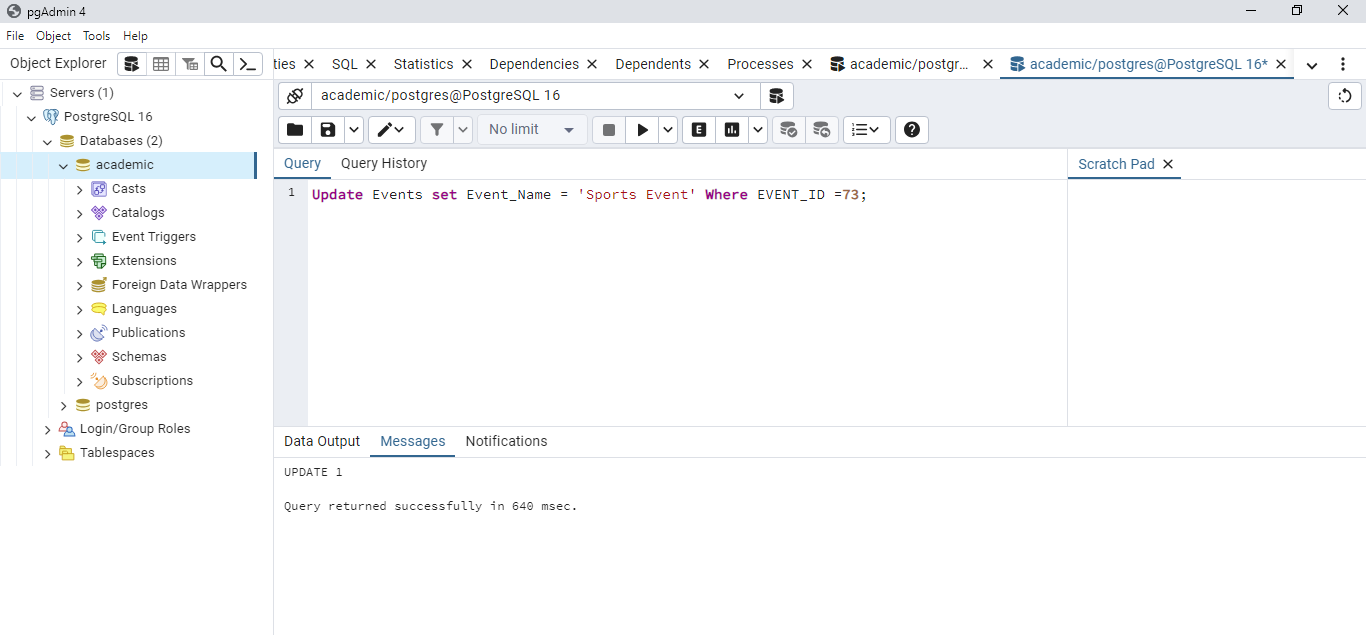 pgAdmin 4
File Object Tools Help
Object Explorer
ties SQL Statistics Dependencies Dependents Processes academic/postgr... academic/postgres@PostgreSQL 16*
Servers (1)
PostgreSQL 16
Databases (2)
academic
Casts
Catalogs
Event Triggers
Extensions
Foreign Data Wrappers
Languages
Publications
Schemas
Subscriptions
postgres
Login/Group Roles
Tablespaces
academic/postgres@PostgreSQL 16
No limit
E
Query Query History
1 Update Events set Event_Name = 'Sports Event' Where EVENT_ID =73;
Scratch Pad
Data Output Messages Notifications
UPDATE 1
Query returned successfully in 640 msec.